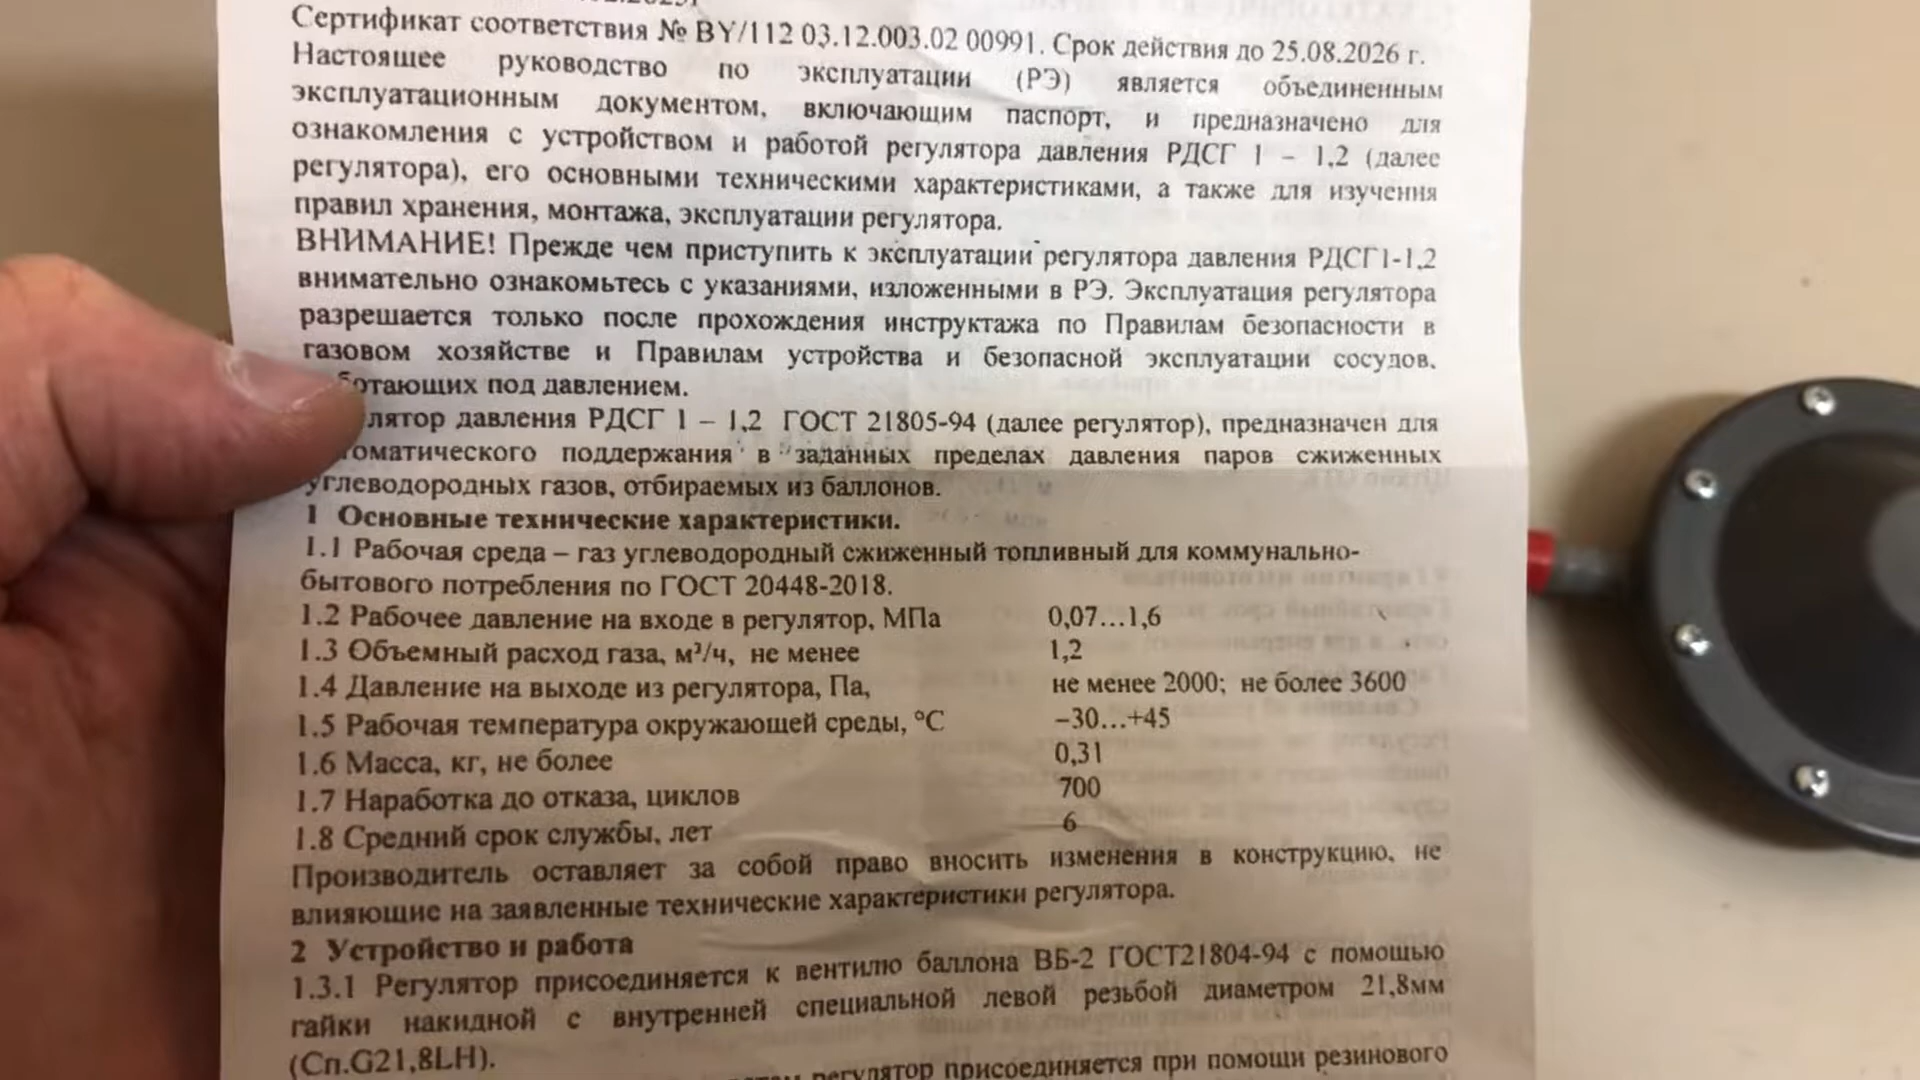 Сертификат соответствия № BY/112 03.12.003.02 00991. Срок действия до 25.08.2026 г.
Настоящее руководство по эксплуатации (РЭ) является объединенным
эксплуатационным документом, включающим паспорт, и предназначено для
ознакомления с устройством и работой регулятора давления РДСГ 1 – 1,2 (далее
регулятора), его основными техническими характеристиками, а также для изучения
правил хранения, монтажа, эксплуатации регулятора.
ВНИМАНИЕ! Прежде чем приступить к эксплуатации регулятора давления РДСГ1-1,2
внимательно ознакомьтесь с указаниями, изложенными в РЭ. Эксплуатация регулятора
разрешается только после прохождения инструктажа по Правилам безопасности в
газовом хозяйстве и Правилам устройства и безопасной эксплуатации сосудов,
ботающих под давлением.
лятор давления РДСГ 1 – 1,2 ГОСТ 21805-94 (далее регулятор), предназначен для
томатического поддержания в заданных пределах давления паров сжиженных
углеводородных газов, отбираемых из баллонов.
1 Основные технические характеристики.
1.1 Рабочая среда – газ углеводородный сжиженный топливный для коммунально-
бытового потребления по ГОСТ 20448-2018.
1.2 Рабочее давление на входе в регулятор, МПа 0,07...1,6
1.3 Объемный расход газа, м³/ч, не менее 1,2
1.4 Давление на выходе из регулятора, Па, не менее 2000; не более 3600
1.5 Рабочая температура окружающей среды, °С –30...+45
1.6 Масса, кг, не более 0,31
1.7 Наработка до отказа, циклов 700
1.8 Средний срок службы, лет 6
Производитель оставляет за собой право вносить изменения в конструкцию, не
влияющие на заявленные технические характеристики регулятора.
2 Устройство и работа
1.3.1 Регулятор присоединяется к вентилю баллона ВБ-2 ГОСТ21804-94 с помощью
гайки накидной с внутренней специальной левой резьбой диаметром 21,8мм
(Сп.G21,8LH).
регулятор присоединяется при помощи резинового